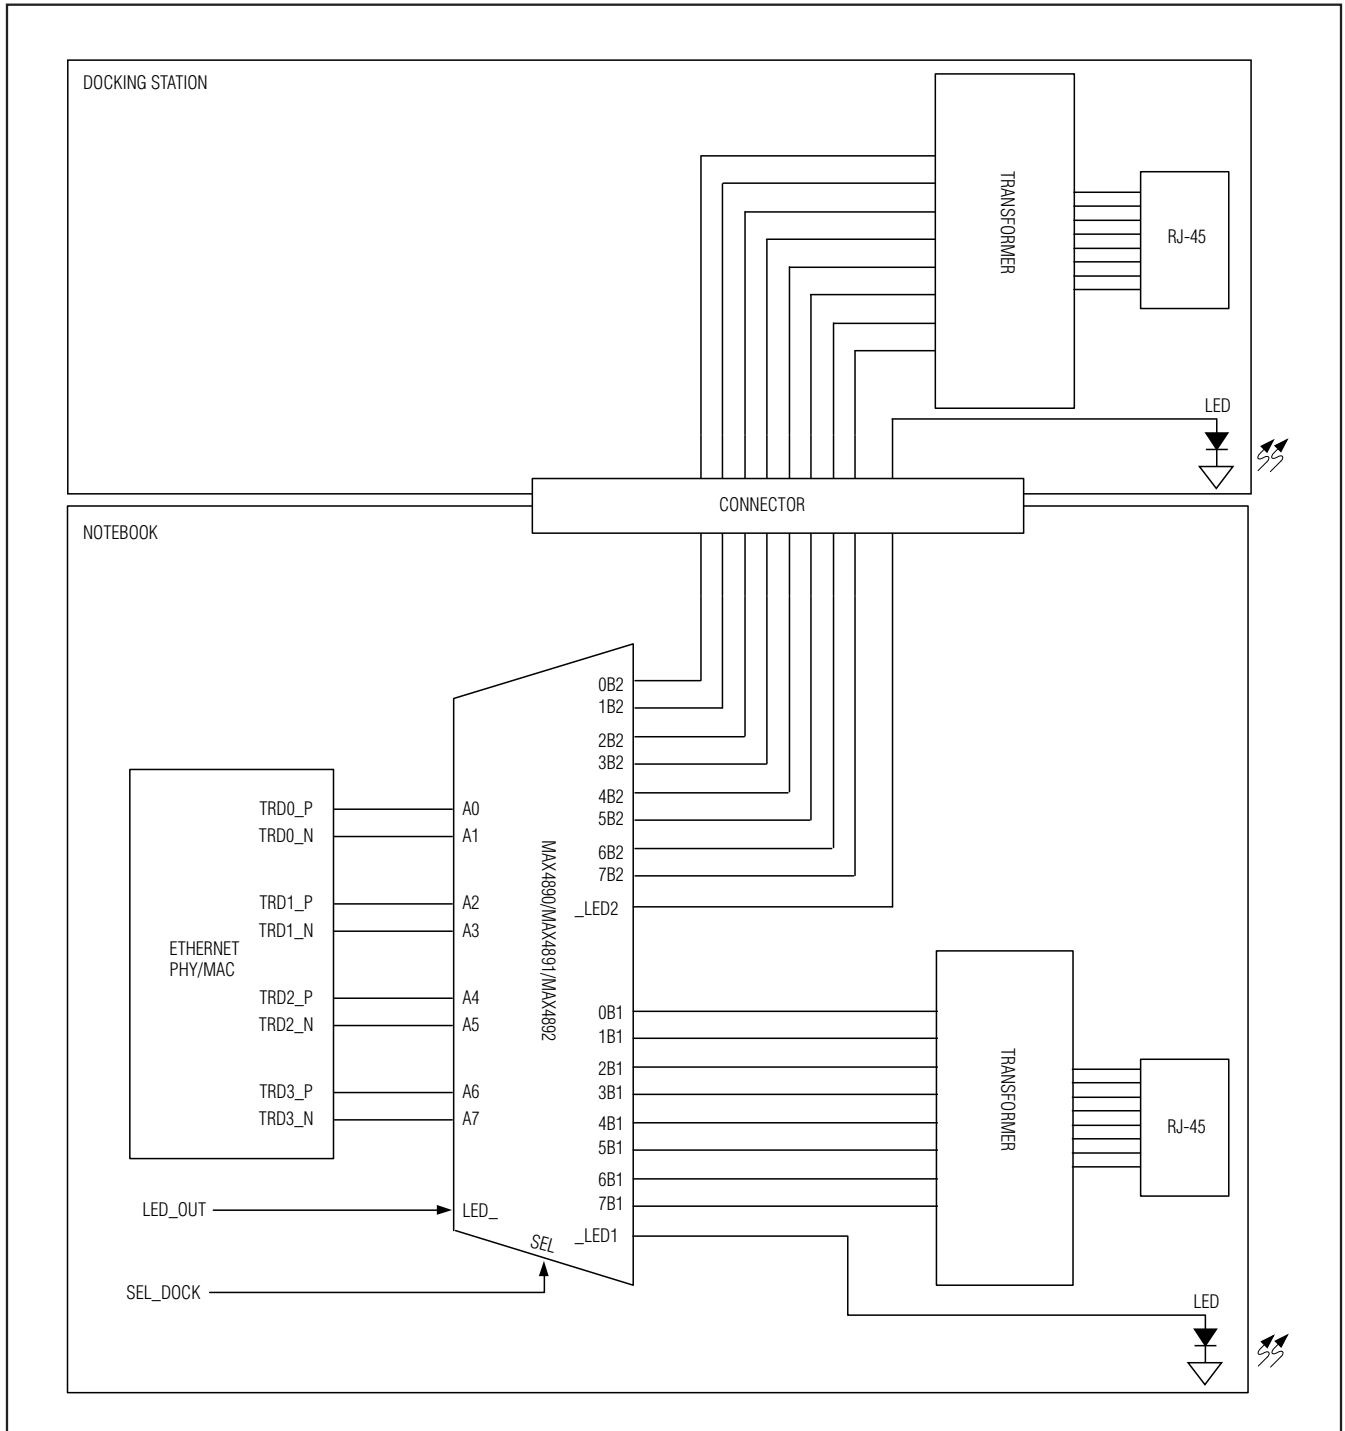 DOCKING STATION
TRANSFORMER
RJ-45
LED
CONNECTOR
NOTEBOOK
0B2
1B2
2B2
3B2
4B2
5B2
6B2
7B2
_LED2
TRD0_P
TRD0_N
TRD1_P
TRD1_N
TRD2_P
TRD2_N
TRD3_P
TRD3_N
ETHERNET
PHY/MAC
A0
A1
A2
A3
A4
A5
A6
A7
MAX4890/MAX4891/MAX4892
0B1
1B1
2B1
3B1
4B1
5B1
6B1
7B1
_LED1
TRANSFORMER
RJ-45
LED_OUT
LED_
SEL
SEL_DOCK
LED